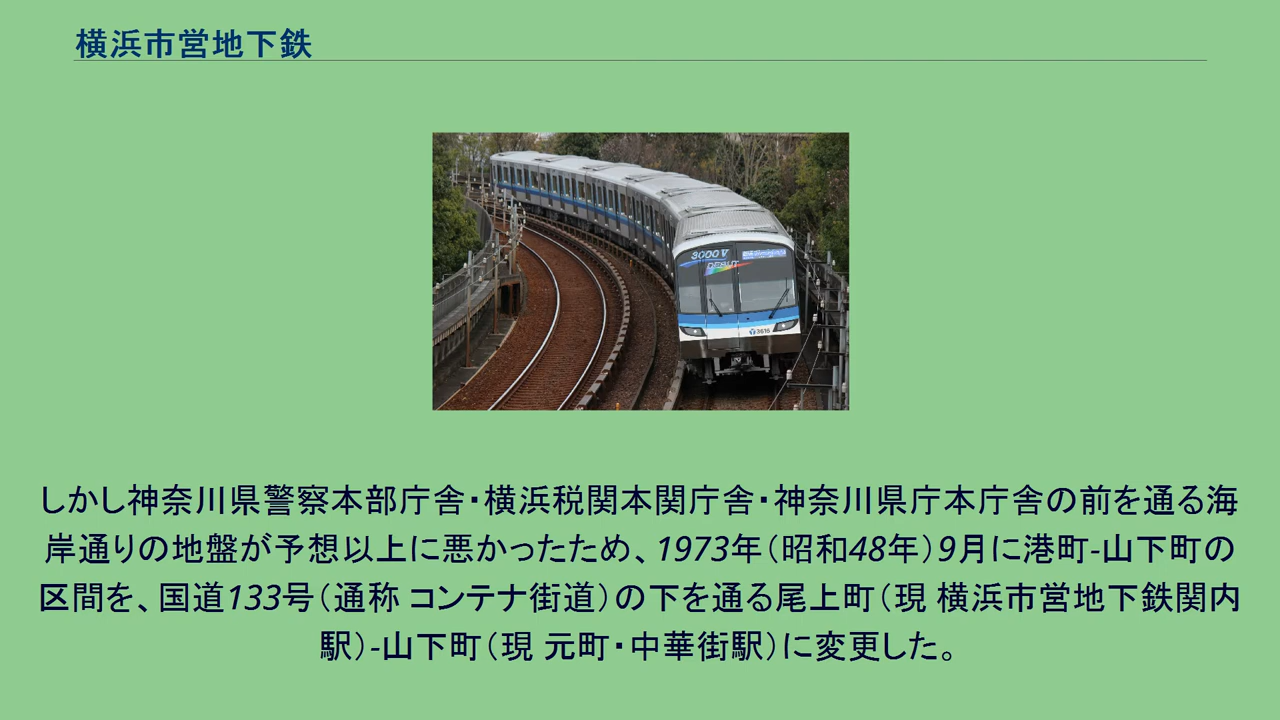 横浜市営地下鉄
3000V
DEBUT
3616
しかし神奈川県警察本部庁舎・横浜税関本関庁舎・神奈川県庁本庁舎の前を通る海
岸通りの地盤が予想以上に悪かったため、1973年（昭和48年）9月に港町-山下町の
区間を、国道133号（通称 コンテナ街道）の下を通る尾上町（現 横浜市営地下鉄関内
駅）-山下町（現 元町・中華街駅）に変更した。